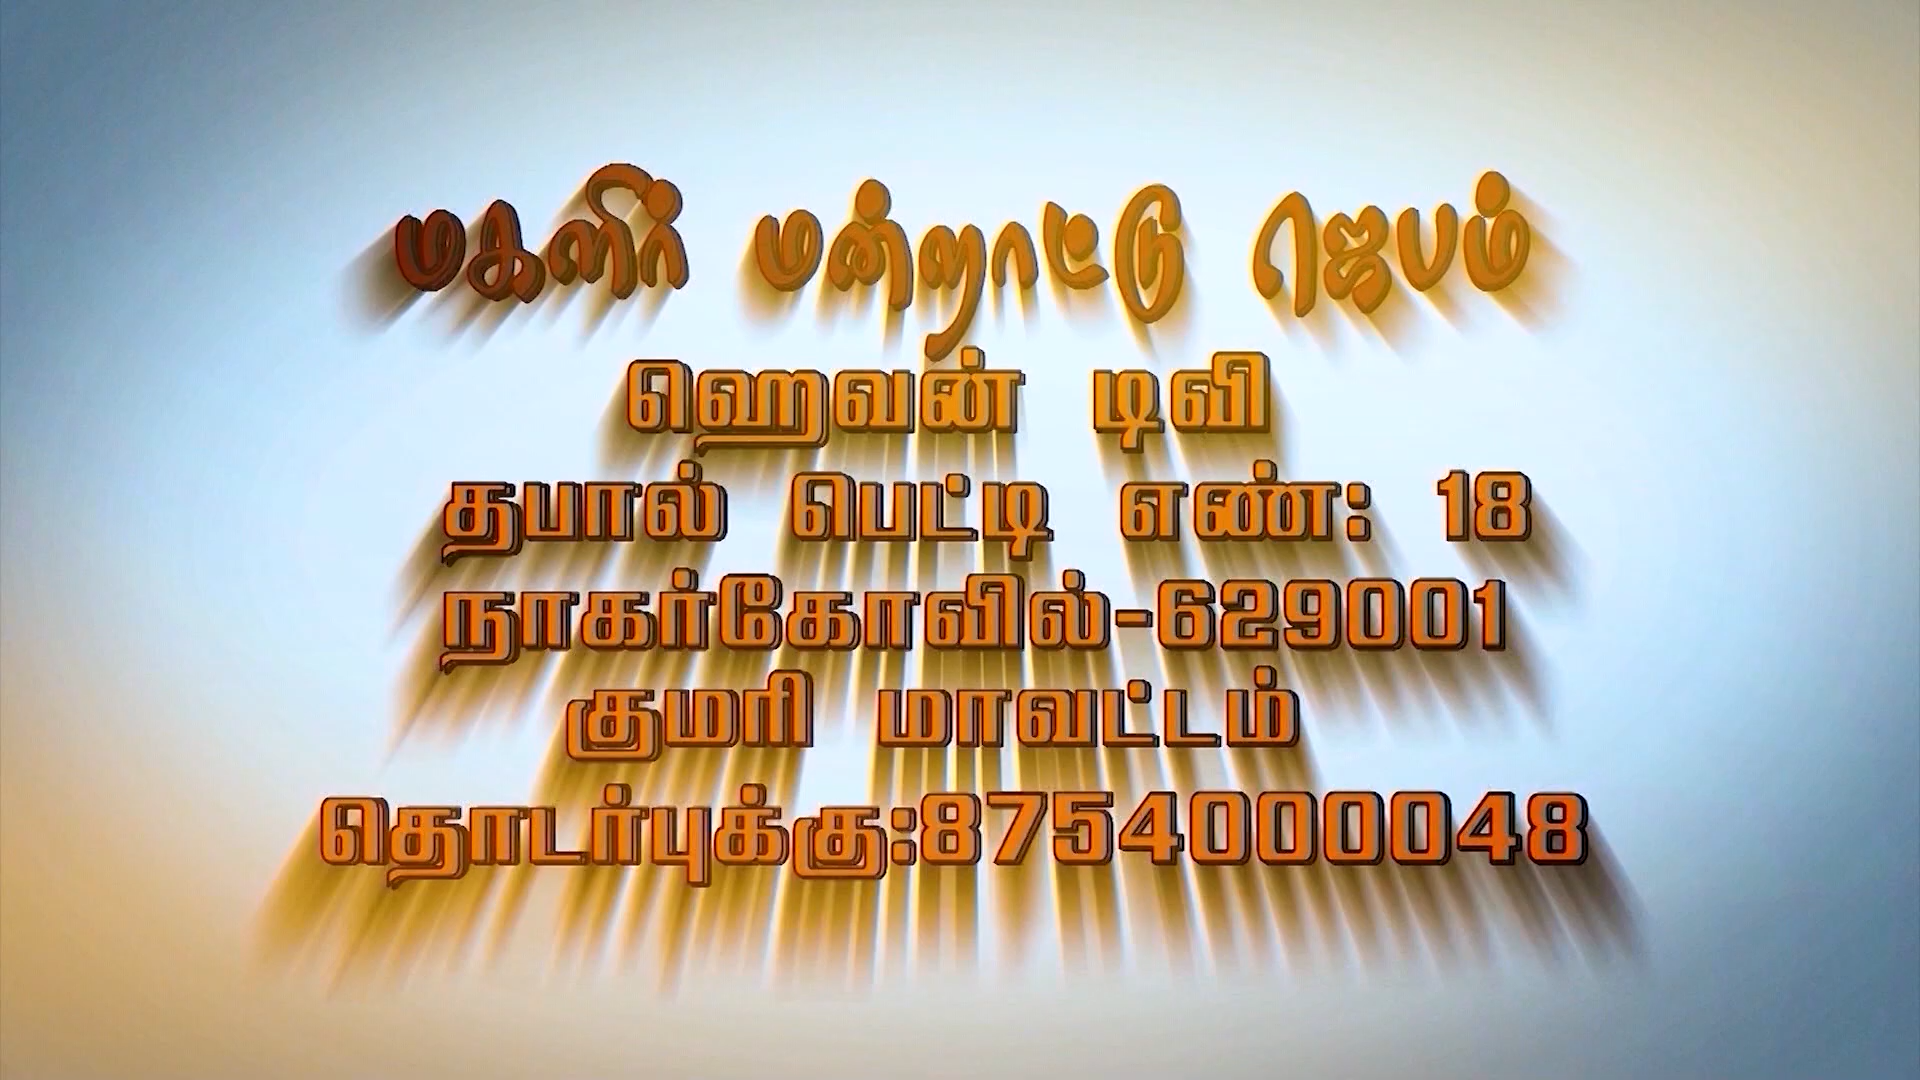 மகளிர் மன்றாட்டு ஜெபம்
ஹெவன் டிவி
தபால் பெட்டி எண்: 18
நாகர்கோவில்-629001
குமரி மாவட்டம்
தொடர்புக்கு:8754000048